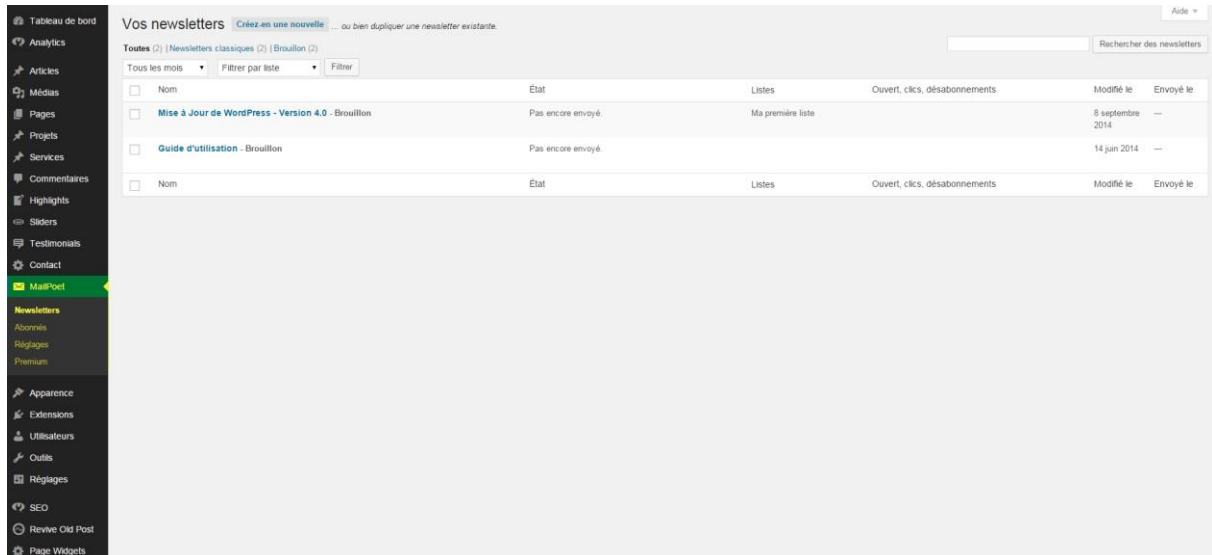 Tableau de bord
Analytics
Articles
Médias
Pages
Projets
Services
Commentaires
Highlights
Sliders
Testimonials
Contact
MailPoet
Newsletters
Abonnés
Réglages
Premium
Apparence
Extensions
Utilisateurs
Outils
Réglages
SEO
Revive Old Post
Page Widgets
Aide
Vos newsletters Créez-en une nouvelle ... ou bien dupliquer une newsletter existante.
Toutes (2) | Newsletters classiques (2) | Brouillon (2)
Rechercher des newsletters
Tous les mois Filtrer par liste Filtrer
Nom État Listes Ouvert, clics, désabonnements Modifié le Envoyé le
Mise à Jour de WordPress - Version 4.0 - Brouillon Pas encore envoyé. Ma première liste 8 septembre 2014 —
Guide d'utilisation - Brouillon Pas encore envoyé. 14 juin 2014 —
Nom État Listes Ouvert, clics, désabonnements Modifié le Envoyé le